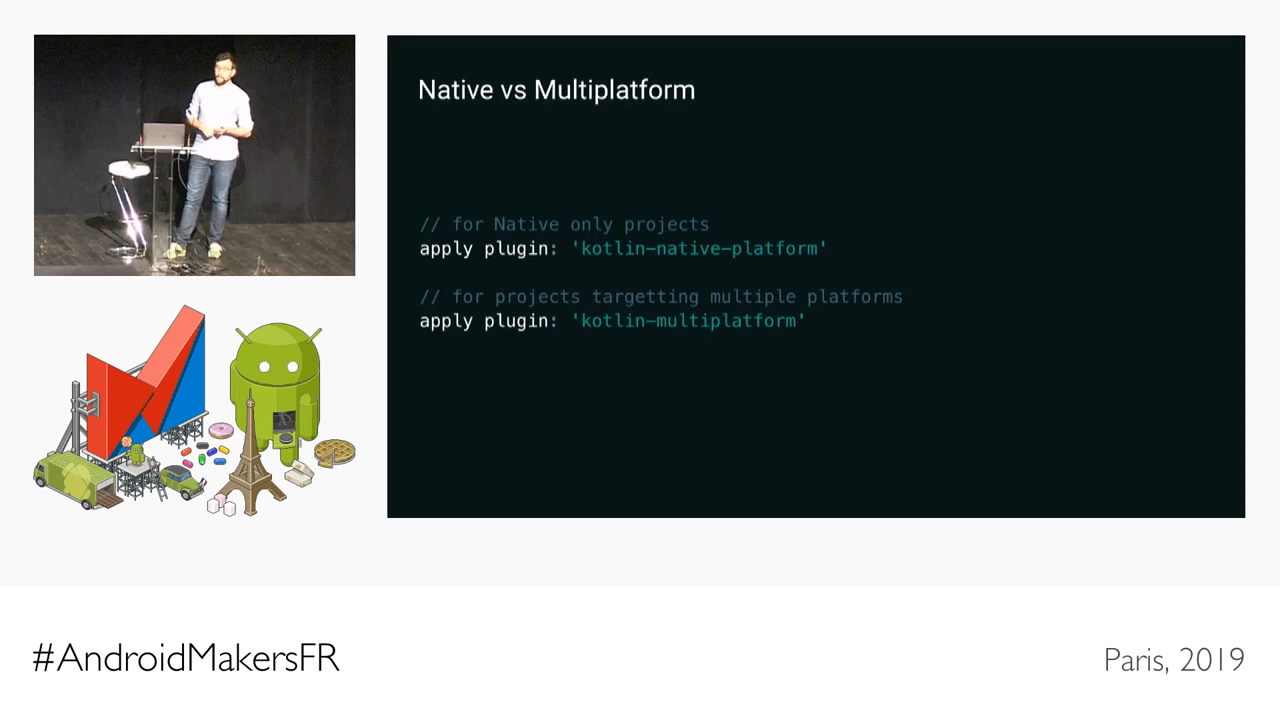 Native vs Multiplatform
// for Native only projects
apply plugin: 'kotlin-native-platform'
// for projects targetting multiple platforms
apply plugin: 'kotlin-multiplatform'
#AndroidMakersFR
Paris, 2019